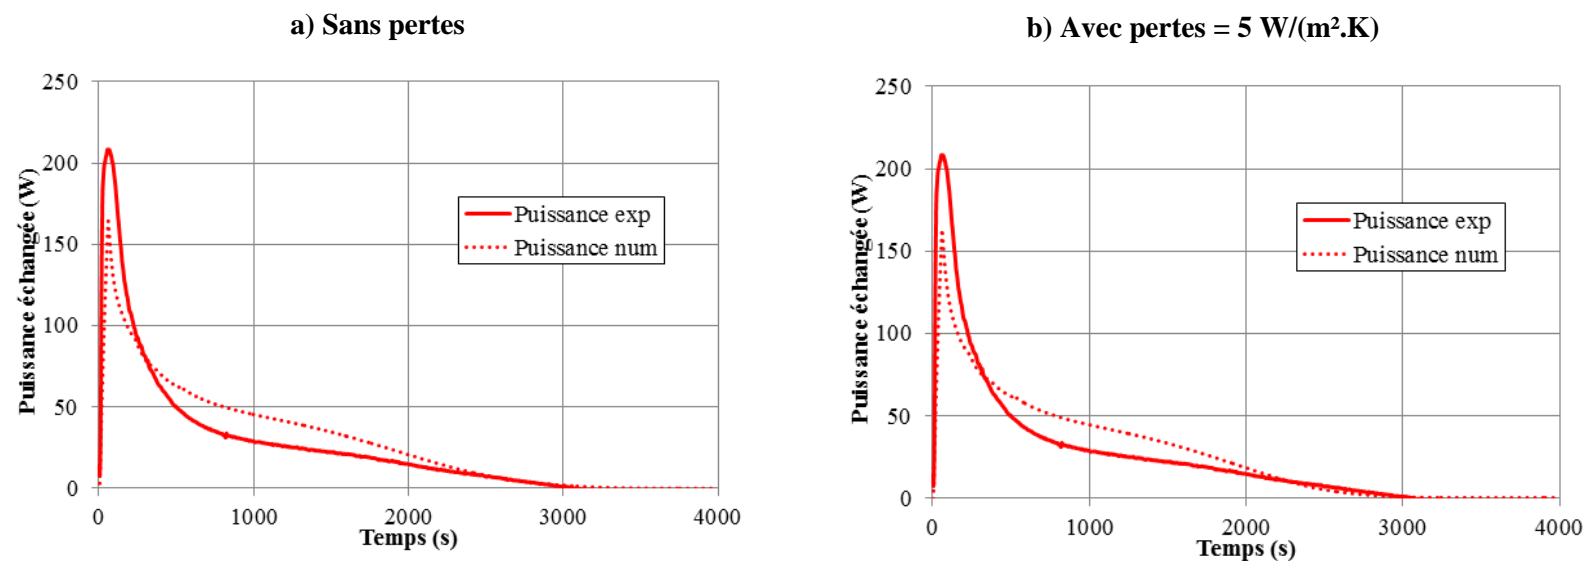 a) Sans pertes
250
200
150
100
50
0
Puissance échangée (W)
Puissance exp
Puissance num
0 1000 2000 3000 4000
Temps (s)
b) Avec pertes = 5 W/(m².K)
250
200
150
100
50
0
Puissance échangée (W)
Puissance exp
Puissance num
0 1000 2000 3000 4000
Temps (s)